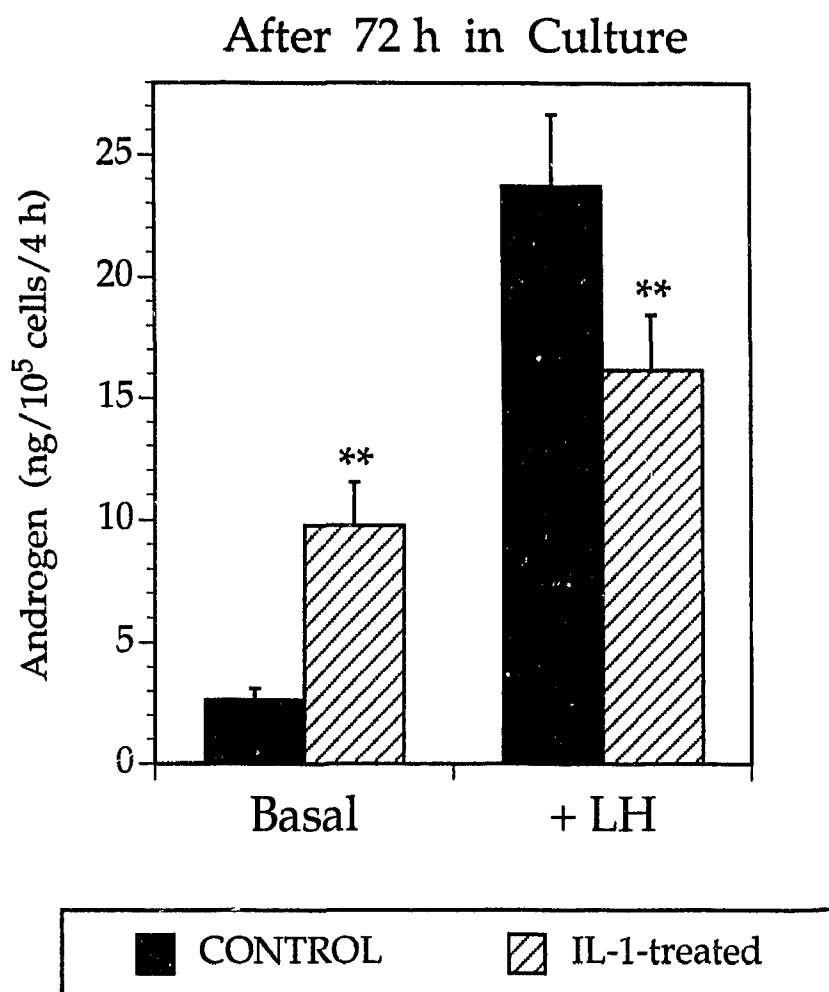 After 72 h in Culture
Androgen (ng/10⁵ cells/4 h)
25
20
15
10
5
0
**
**
Basal
+ LH
CONTROL
IL-1-treated